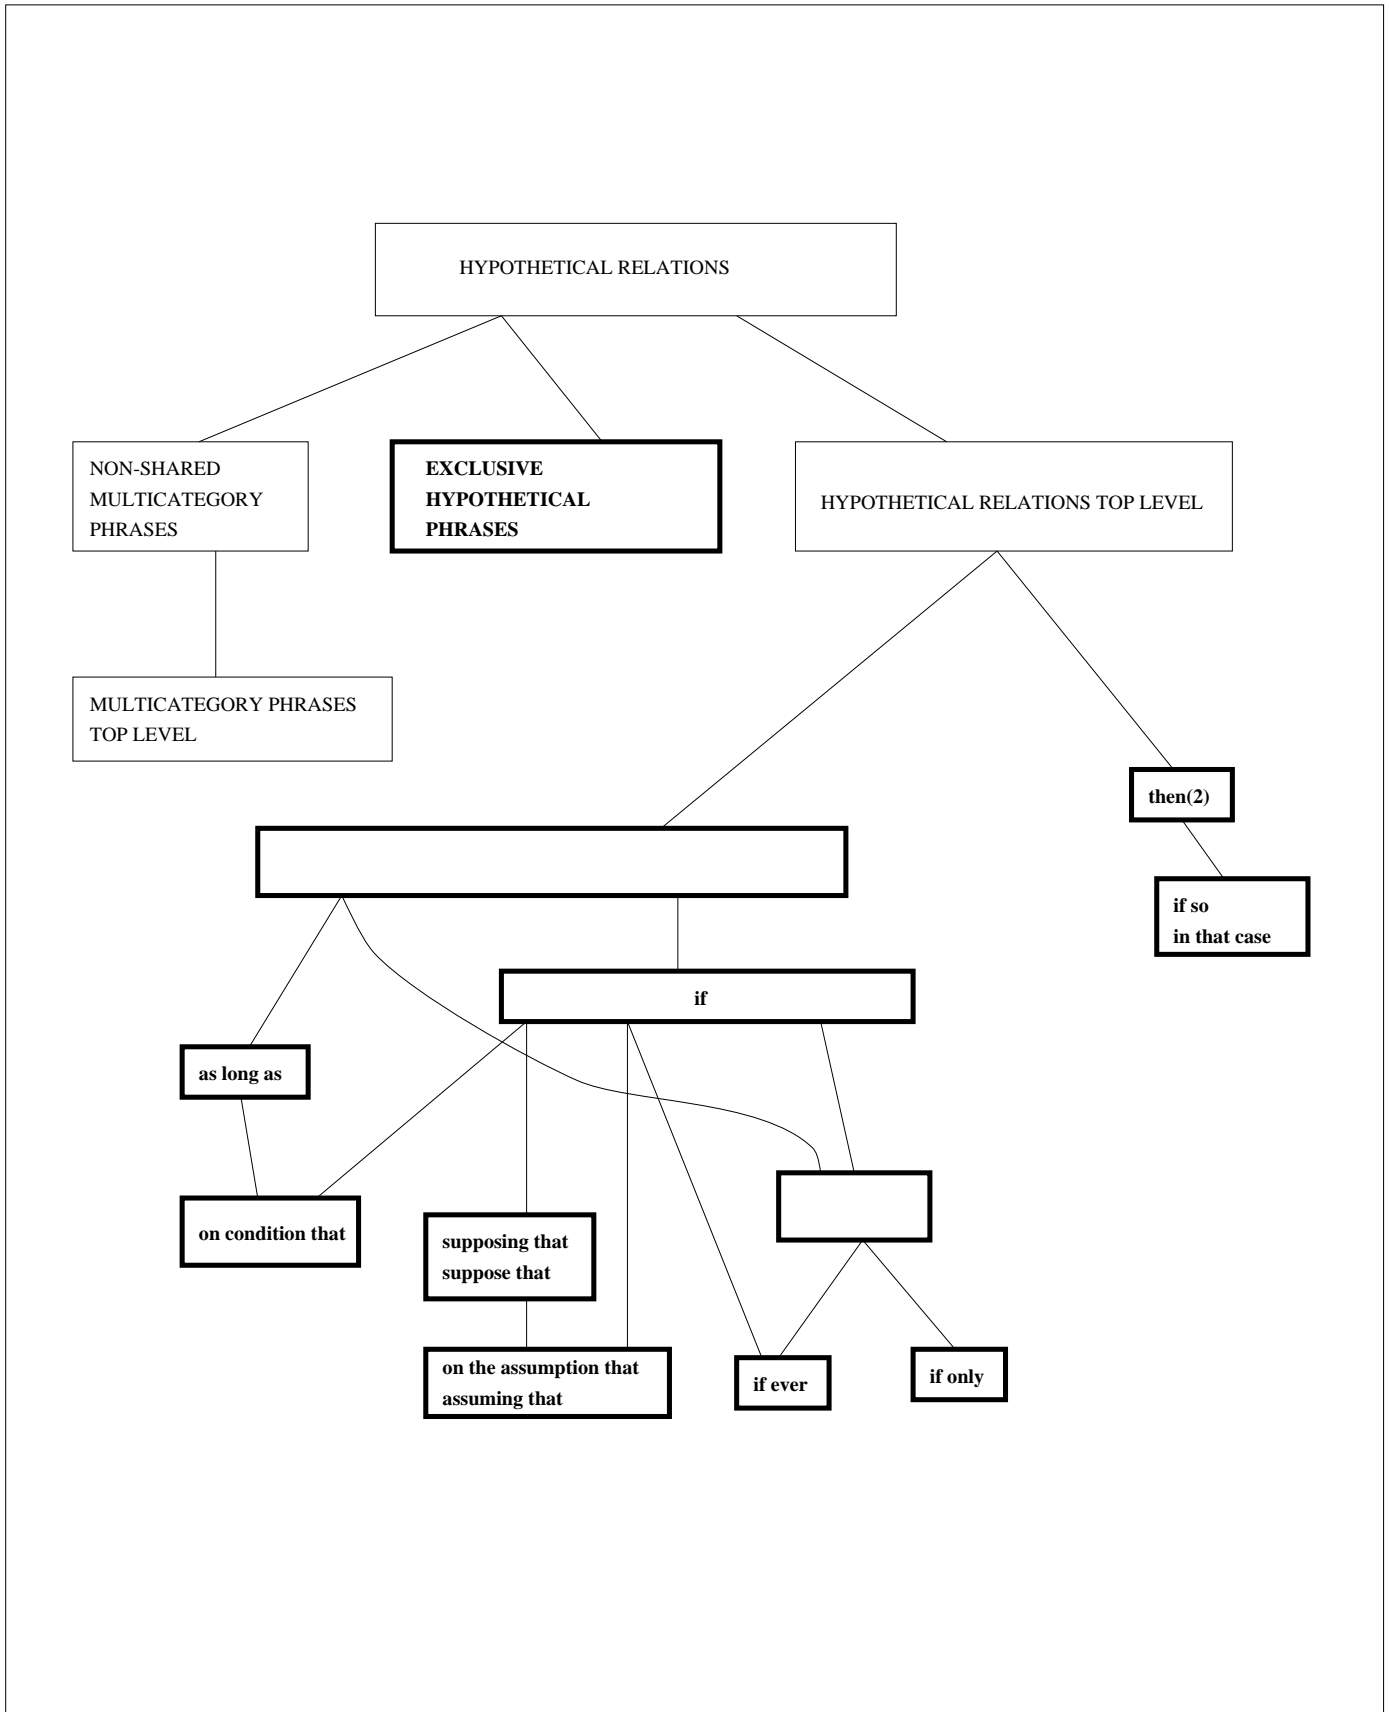 HYPOTHETICAL RELATIONS
NON-SHARED
MULTICATEGORY
PHRASES
EXCLUSIVE
HYPOTHETICAL
PHRASES
HYPOTHETICAL RELATIONS TOP LEVEL
MULTICATEGORY PHRASES
TOP LEVEL
then(2)
if so
in that case
if
as long as
on condition that
supposing that
suppose that
on the assumption that
assuming that
if ever
if only